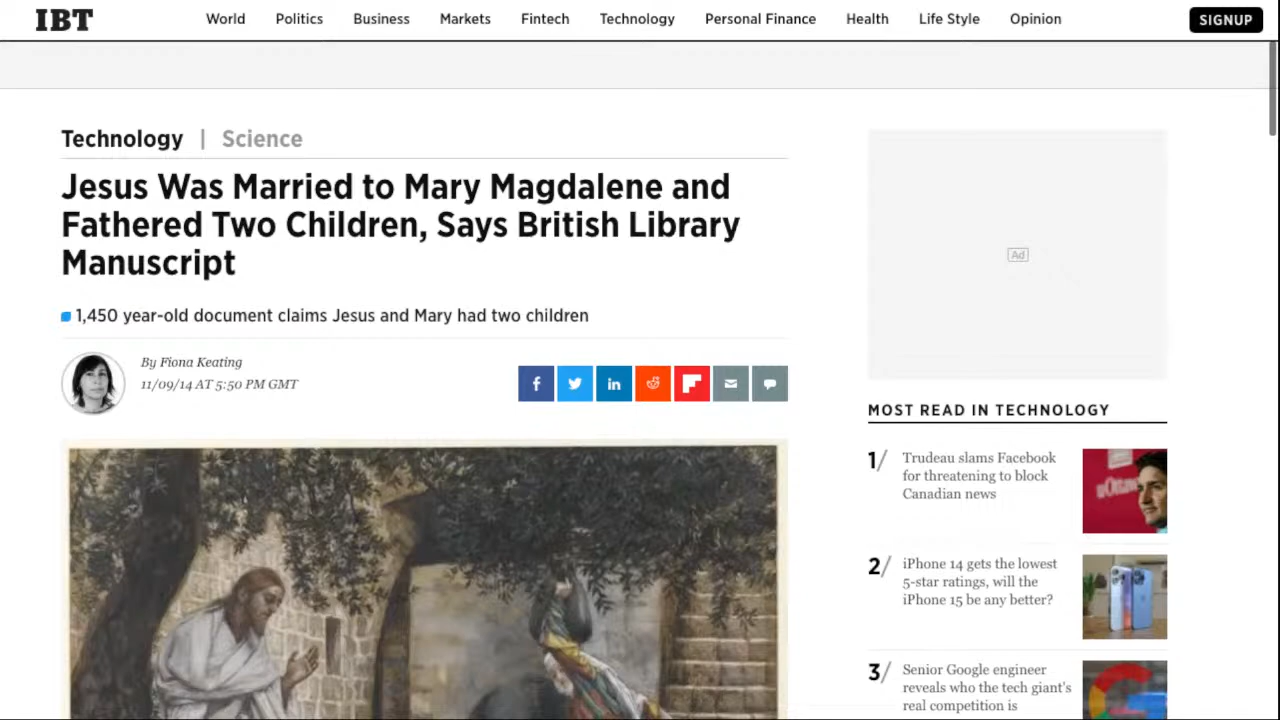 IBT World Politics Business Markets Fintech Technology Personal Finance Health Life Style Opinion SIGNUP
Technology | Science
Jesus Was Married to Mary Magdalene and
Fathered Two Children, Says British Library
Manuscript
1,450 year-old document claims Jesus and Mary had two children
By Fiona Keating
11/09/14 AT 5:50 PM GMT
Ad
MOST READ IN TECHNOLOGY
1/ Trudeau slams Facebook
for threatening to block
Canadian news
2/ iPhone 14 gets the lowest
5-star ratings, will the
iPhone 15 be any better?
3/ Senior Google engineer
reveals who the tech giant's
real competition is